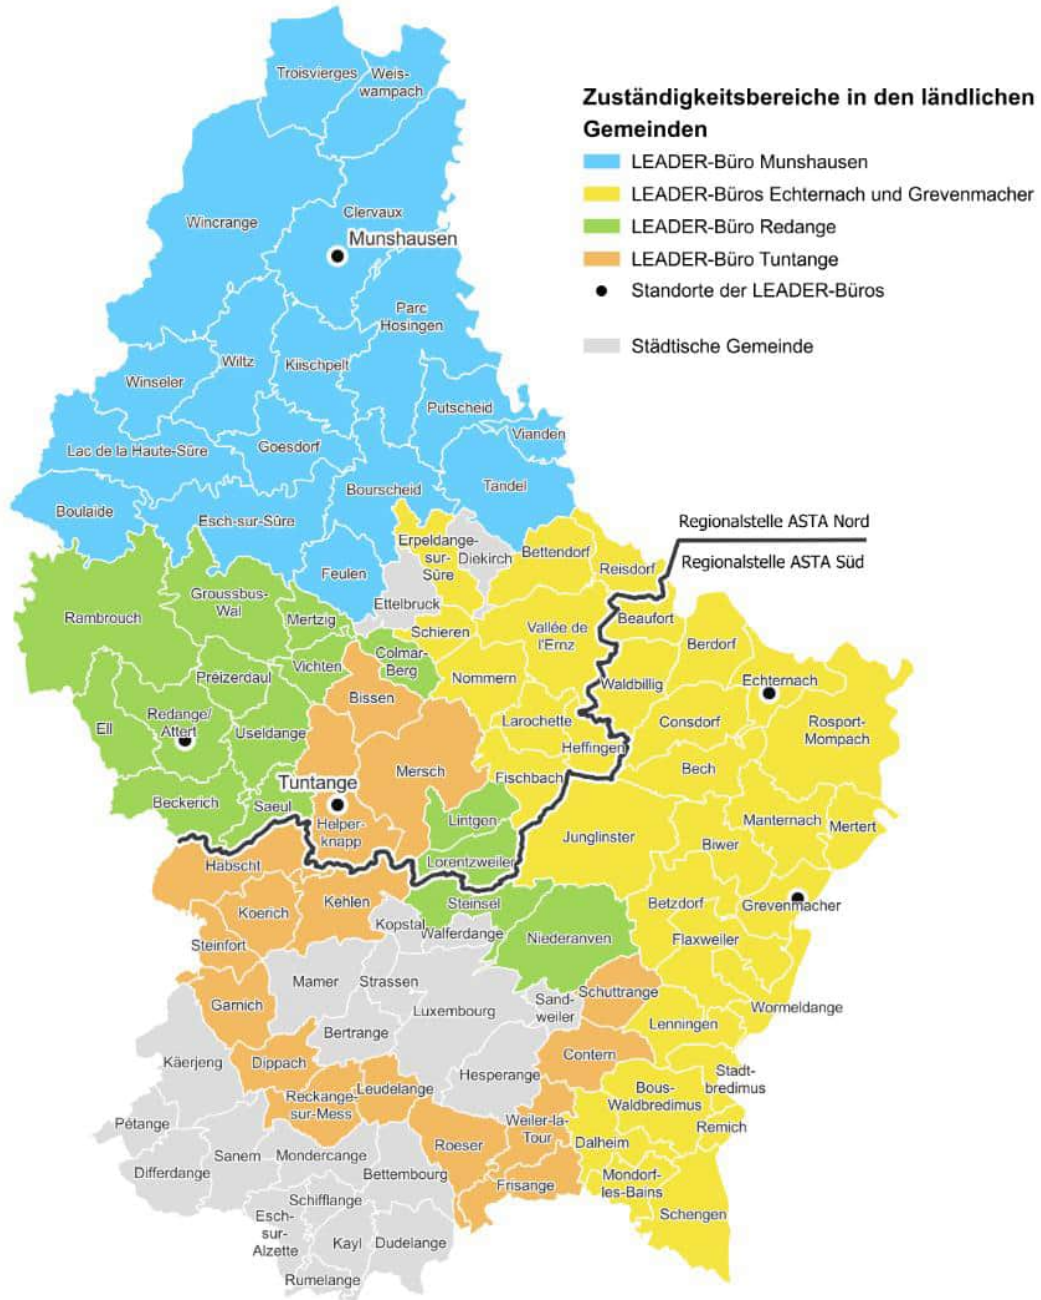 Troisvierges
Weis-
wampach
Zuständigkeitsbereiche in den ländlichen
Gemeinden
LEADER-Büro Munshausen
LEADER-Büros Echternach und Grevenmacher
LEADER-Büro Redange
LEADER-Büro Tuntange
Standorte der LEADER-Büros
Städtische Gemeinde
Wincrange
Clervaux
Munshausen
Parc
Hosingen
Wiltz
Kiischpelt
Winseler
Putscheid
Vianden
Lac de la Haute-Sûre
Goesdorf
Bourscheid
Tandel
Boulaide
Esch-sur-Sûre
Regionalstelle ASTA Nord
Regionalstelle ASTA Süd
Erpeldange-
sur-
Sûre
Diekirch
Bettendorf
Reisdorf
Feulen
Ettelbruck
Groussbus-
Wal
Rambrouch
Mertzig
Schieren
Vallée de
l'Ernz
Beaufort
Berdorf
Colmar-
Berg
Vichten
Préizerdaul
Nommern
Waldbillig
Echternach
Bissen
Ell
Redange/
Attert
Useldange
Larochette
Consdorf
Rosport-
Mompach
Heffingen
Mersch
Fischbach
Bech
Tuntange
Beckerich
Saeul
Helper-
knapp
Lintgen
Junglinster
Manternach
Mertert
Biwer
Habscht
Lorentzweiler
Koerich
Kehlen
Steinsel
Betzdorf
Grevenmacher
Kopstal
Walferdange
Steinfort
Niederanven
Flaxweiler
Mamer
Strassen
Garnich
Luxembourg
Sand-
weiler
Schuttrange
Wormeldange
Lenningen
Bertrange
Käerjeng
Dippach
Contern
Hesperange
Stadt-
bredimus
Reckange-
sur-Mess
Leudelange
Bous-
Waldbredimus
Pétange
Weiler-la-
Tour
Remich
Sanem
Mondercange
Roeser
Dalheim
Differdange
Bettembourg
Frisange
Mondorf-
les-Bains
Schifflange
Schengen
Esch-
sur-
Alzette
Kayl
Dudelange
Rumelange